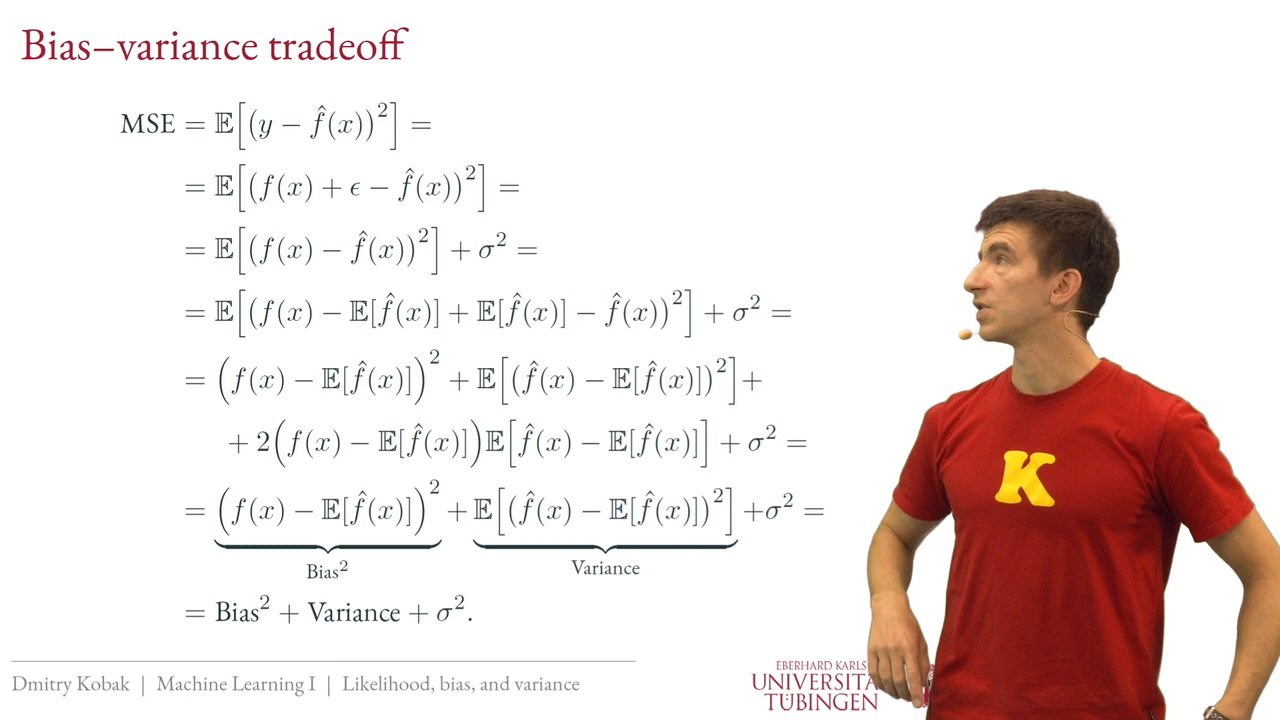 Bias–variance tradeoff
MSE = 𝔼[(y − f̂(x))²] =
= 𝔼[(f(x) + ϵ − f̂(x))²] =
= 𝔼[(f(x) − f̂(x))²] + σ² =
= 𝔼[(f(x) − 𝔼[f̂(x)] + 𝔼[f̂(x)] − f̂(x))²] + σ² =
= (f(x) − 𝔼[f̂(x)])² + 𝔼[(f̂(x) − 𝔼[f̂(x)])²]+
+ 2(f(x) − 𝔼[f̂(x)])𝔼[f̂(x) − 𝔼[f̂(x)]] + σ² =
= (f(x) − 𝔼[f̂(x)])² + 𝔼[(f̂(x) − 𝔼[f̂(x)])²] +σ² =
Bias² Variance
= Bias² + Variance + σ².
K
Dmitry Kobak | Machine Learning I | Likelihood, bias, and variance
EBERHARD KARLS
UNIVERSITÄ
TÜBINGEN